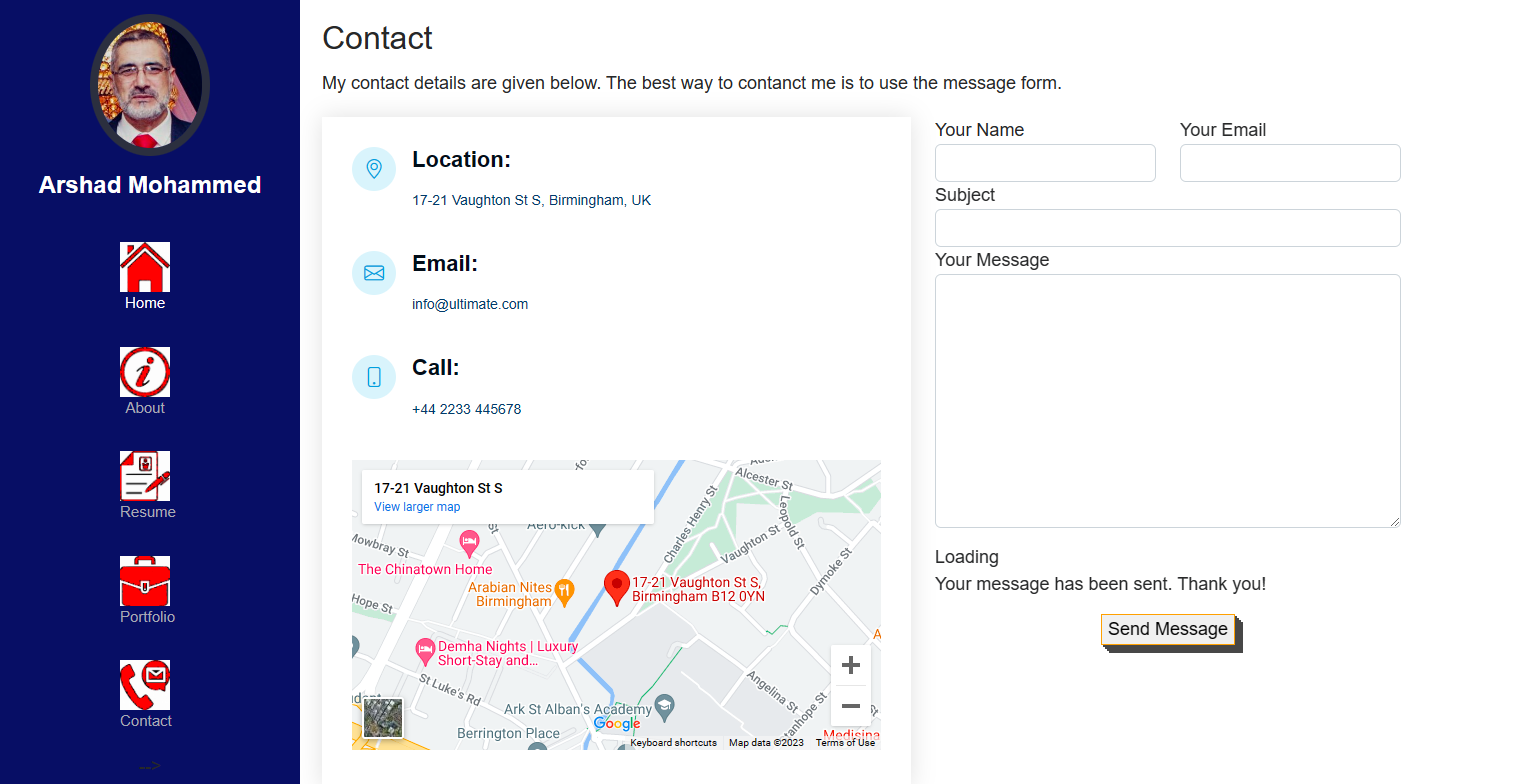 Arshad Mohammed
Home
About
Resume
Portfolio
Contact
-->
Contact
My contact details are given below. The best way to contanct me is to use the message form.
Location:
17-21 Vaughton St S, Birmingham, UK
Email:
info@ultimate.com
Call:
+44 2233 445678
17-21 Vaughton St S
View larger map
Alcester St
Aero-kick
Charles Henry St
Leopold St
Mowbray St
Vaughton St
The Chinatown Home
Dymoke St
Arabian Nites
Birmingham
17-21 Vaughton St S,
Birmingham B12 0YN
Hope St
Demha Nights | Luxury
Short-Stay and...
St Luke's Rd
Angelina St
Stanhope St
Ark St Alban's Academy
Google
Berrington Place
Medisina
Keyboard shortcuts
Map data ©2023
Terms of Use
Your Name
Your Email
Subject
Your Message
Loading
Your message has been sent. Thank you!
Send Message